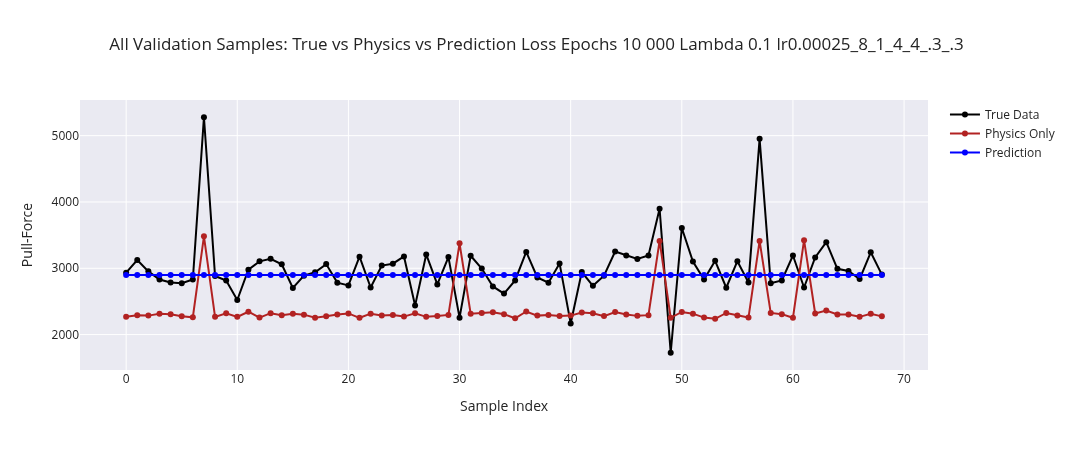 All Validation Samples: True vs Physics vs Prediction Loss Epochs 10 000 Lambda 0.1 lr0.00025_8_1_4_4_.3_.3
True Data
Physics Only
Prediction
Pull-Force
5000
4000
3000
2000
0 10 20 30 40 50 60 70
Sample Index